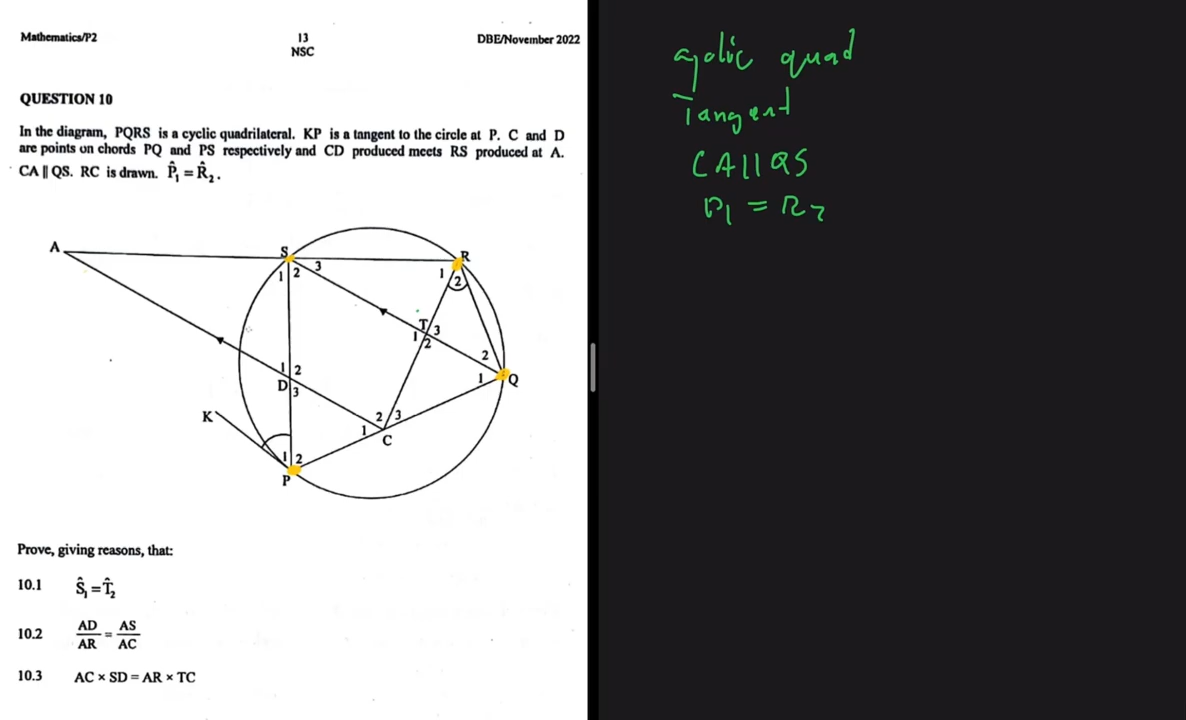 Mathematics/P2 13 DBE/November 2022
NSC
QUESTION 10
In the diagram, PQRS is a cyclic quadrilateral. KP is a tangent to the circle at P. C and D
are points on chords PQ and PS respectively and CD produced meets RS produced at A.
CA ∥ QS. RC is drawn. P̂₁ = R̂₂.
A
S
R
1 2 3
1
2
T
1 2 3
2
1
Q
1 2
D
3
K
2 3
1
C
1 2
P
Prove, giving reasons, that:
10.1 Ŝ₁ = T̂₂
10.2 AD/AR = AS/AC
10.3 AC × SD = AR × TC
cyclic quad
Tangent
CA || QS
P1 = R2